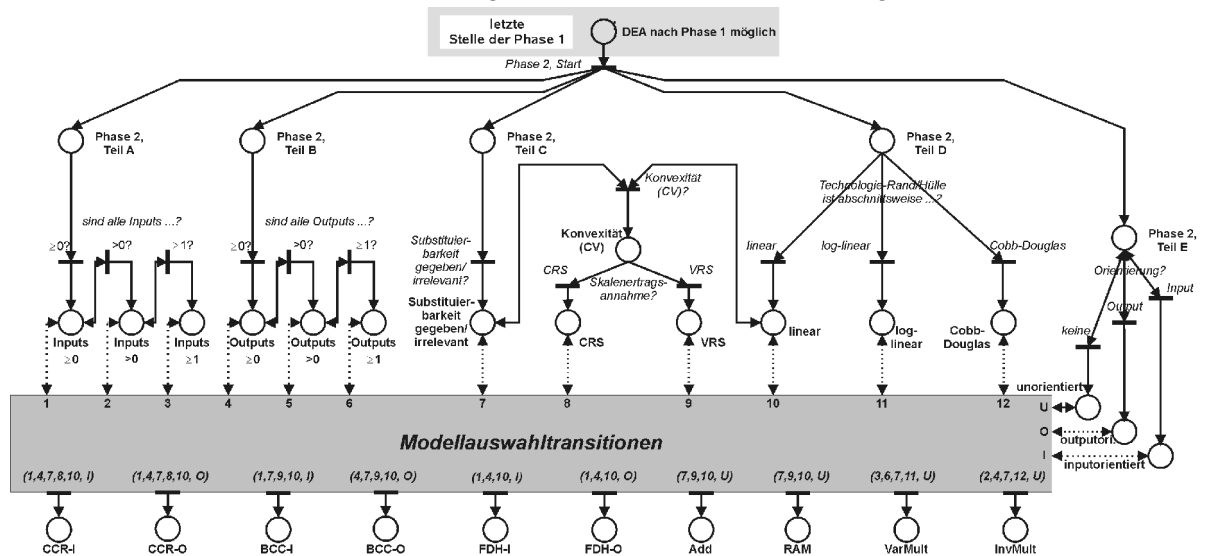 letzte
Stelle der Phase 1
DEA nach Phase 1 möglich
Phase 2, Start
Phase 2,
Teil A
Phase 2,
Teil B
Phase 2,
Teil C
Phase 2,
Teil D
Konvexität
(CV)?
Technologie-Rand/Hülle
ist abschnittsweise ...?
sind alle Inputs ...?
sind alle Outputs ...?
≥0?
>0?
>1?
≥0?
>0?
≥1?
Substituier-
barkeit
gegeben/
irrelevant?
Konvexität
(CV)
linear
log-linear
Cobb-Douglas
Phase 2,
Teil E
CRS
VRS
Skalenertrags-
annahme?
Orientierung?
Input
Output
keine
Inputs
≥0
Inputs
>0
Inputs
≥1
Outputs
≥0
Outputs
>0
Outputs
≥1
Substituier-
barkeit
gegeben/
irrelevant
CRS
VRS
linear
log-
linear
Cobb-
Douglas
unorientiert
1 2 3 4 5 6 7 8 9 10 11 12
U
O
outputori.
I
inputorientiert
Modellauswahltransitionen
(1,4,7,8,10, I) (1,4,7,8,10, O) (1,7,9,10, I) (4,7,9,10, O) (1,4,10, I) (1,4,10, O) (7,9,10, U) (7,9,10, U) (3,6,7,11, U) (2,4,7,12, U)
CCR-I CCR-O BCC-I BCC-O FDH-I FDH-O Add RAM VarMult InvMult